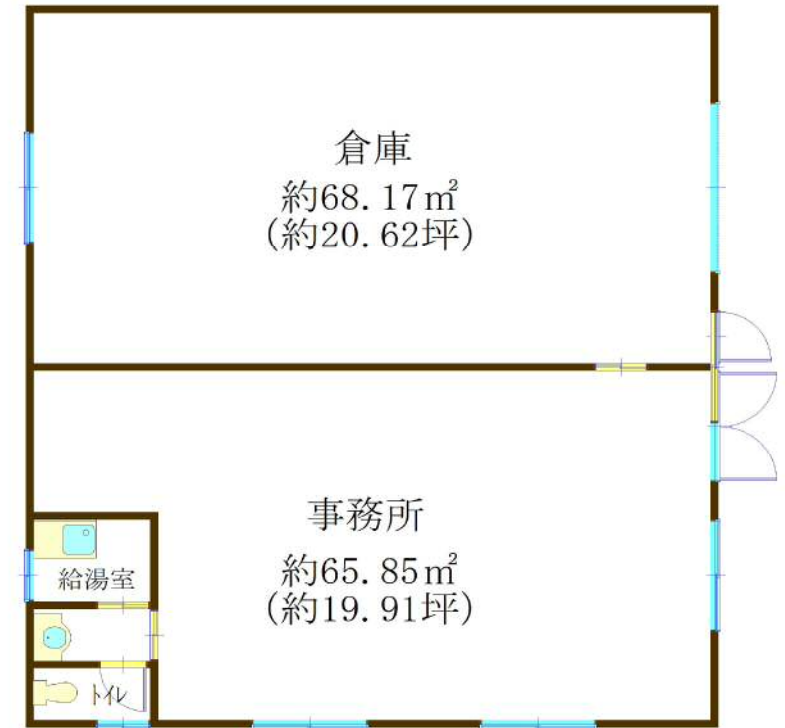 倉庫
約68.17㎡
(約20.62坪)
事務所
約65.85㎡
(約19.91坪)
給湯室
トイレ